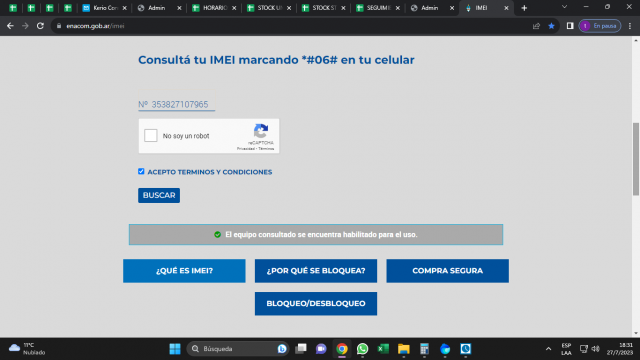 Kerio Con
Admin
HORARIO
STOCK U
STOCK ST
SEGUIMI
Admin
IMEI
enacom.gob.ar/imei
1 En pausa
Consultá tu IMEI marcando *#06# en tu celular
Nº 353827107965
No soy un robot
reCAPTCHA
Privacidad - Términos
ACEPTO TERMINOS Y CONDICIONES
BUSCAR
El equipo consultado se encuentra habilitado para el uso.
¿QUÉ ES IMEI?
¿POR QUÉ SE BLOQUEA?
COMPRA SEGURA
BLOQUEO/DESBLOQUEO
11°C
Nublado
Búsqueda
ESP
LAA
18:31
27/7/2023